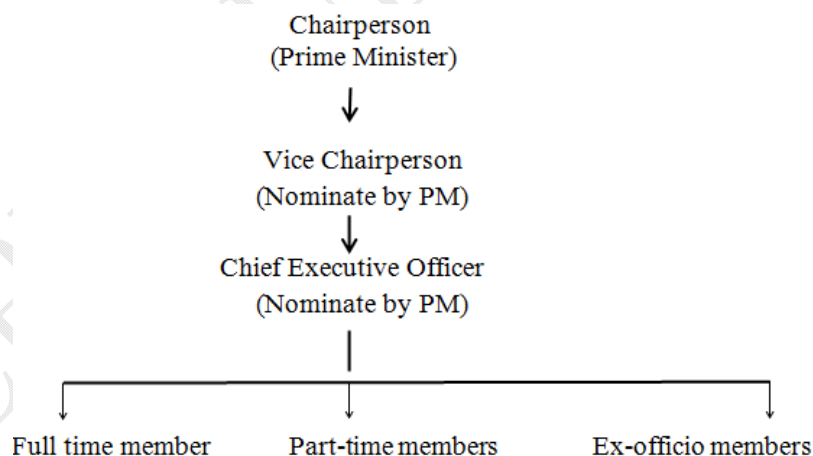 Chairperson
(Prime Minister)
Vice Chairperson
(Nominate by PM)
Chief Executive Officer
(Nominate by PM)
Full time member Part-time members Ex-officio members